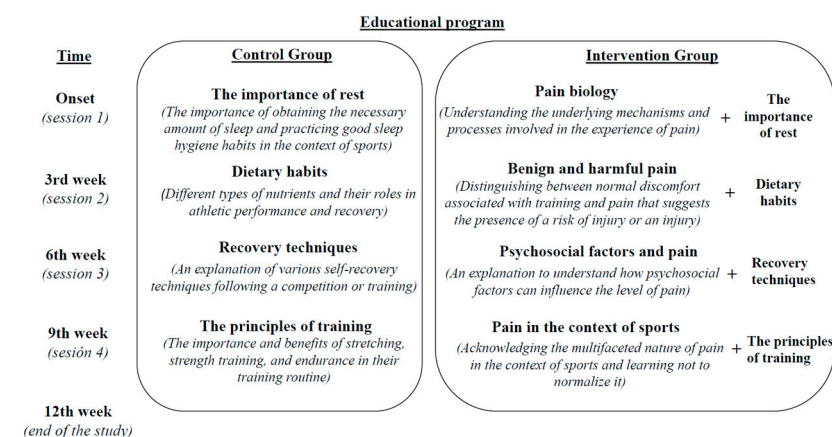 Educational program
Time
Control Group
Intervention Group
Onset
(session 1)
The importance of rest
(The importance of obtaining the necessary
amount of sleep and practicing good sleep
hygiene habits in the context of sports)
Pain biology
(Understanding the underlying mechanisms and
processes involved in the experience of pain)
+
The
importance
of rest
3rd week
(session 2)
Dietary habits
(Different types of nutrients and their roles in
athletic performance and recovery)
Benign and harmful pain
(Distinguishing between normal discomfort
associated with training and pain that suggests
the presence of a risk of injury or an injury)
+
Dietary
habits
6th week
(session 3)
Recovery techniques
(An explanation of various self-recovery
techniques following a competition or training)
Psychosocial factors and pain
(An explanation to understand how psychosocial
factors can influence the level of pain)
+
Recovery
techniques
9th week
(sesión 4)
The principles of training
(The importance and benefits of stretching,
strength training, and endurance in their
training routine)
Pain in the context of sports
(Acknowledging the multifaceted nature of pain
in the context of sports and learning not to
normalize it)
+
The principles
of training
12th week
(end of the study)